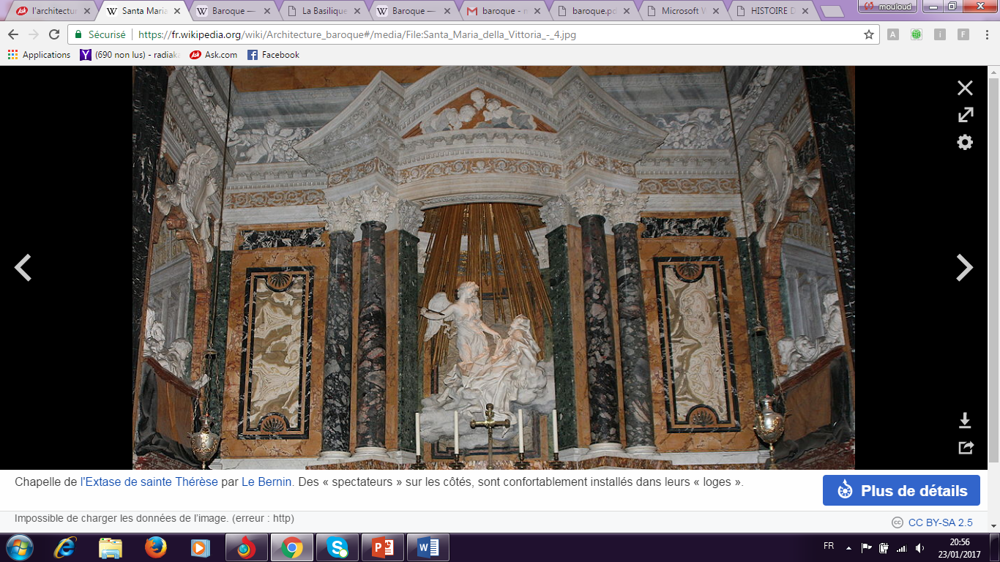 l'architectur
Santa Maria
Baroque —
La Basilique
Baroque —
baroque - n
baroque.pd
Microsoft W
HISTOIRE D
mouloud
Sécurisé
https://fr.wikipedia.org/wiki/Architecture_baroque#/media/File:Santa_Maria_della_Vittoria_-_4.jpg
Applications
(690 non lus) - radiaka
Ask.com
Facebook
Chapelle de l'Extase de sainte Thérèse par Le Bernin. Des « spectateurs » sur les côtés, sont confortablement installés dans leurs « loges ».
Plus de détails
Impossible de charger les données de l'image. (erreur : http)
CC BY-SA 2.5
FR
20:56
23/01/2017